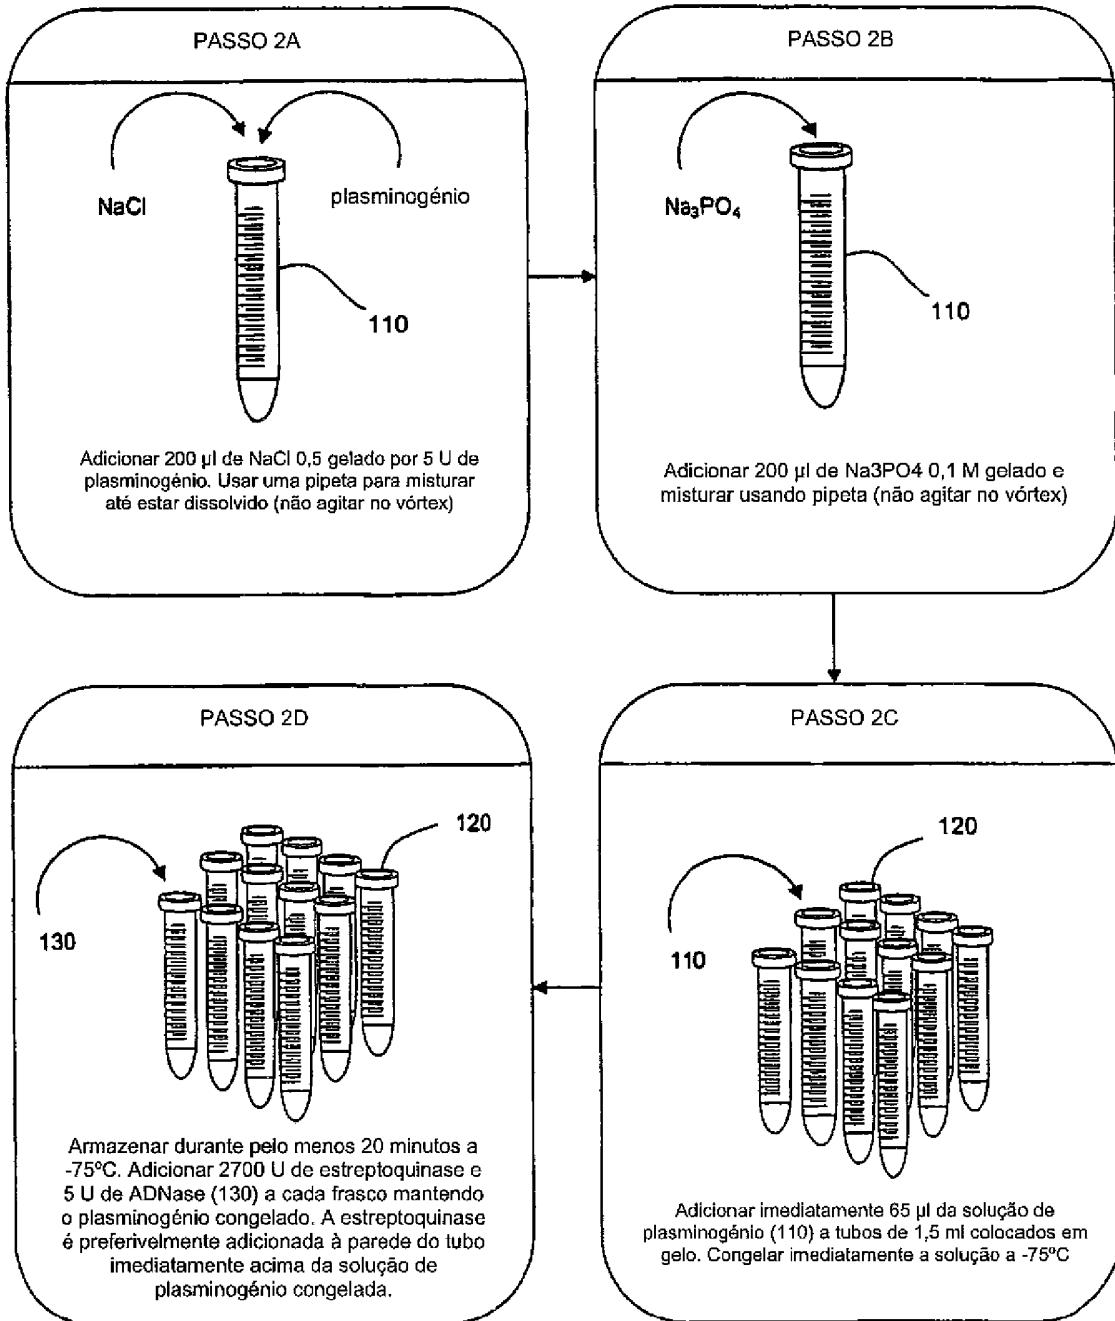 PASSO 2A
NaCl
plasminogénio
110
Adicionar 200 µl de NaCl 0,5 gelado por 5 U de
plasminogénio. Usar uma pipeta para misturar
até estar dissolvido (não agitar no vórtex)
PASSO 2B
Na₃PO₄
110
Adicionar 200 µl de Na3PO4 0,1 M gelado e
misturar usando pipeta (não agitar no vórtex)
PASSO 2C
120
110
Adicionar imediatamente 65 µl da solução de
plasminogénio (110) a tubos de 1,5 ml colocados em
gelo. Congelar imediatamente a solução a -75ºC
PASSO 2D
120
130
Armazenar durante pelo menos 20 minutos a
-75ºC. Adicionar 2700 U de estreptoquinase e
5 U de ADNase (130) a cada frasco mantendo
o plasminogénio congelado. A estreptoquinase
é preferivelmente adicionada à parede do tubo
imediatamente acima da solução de
plasminogénio congelada.